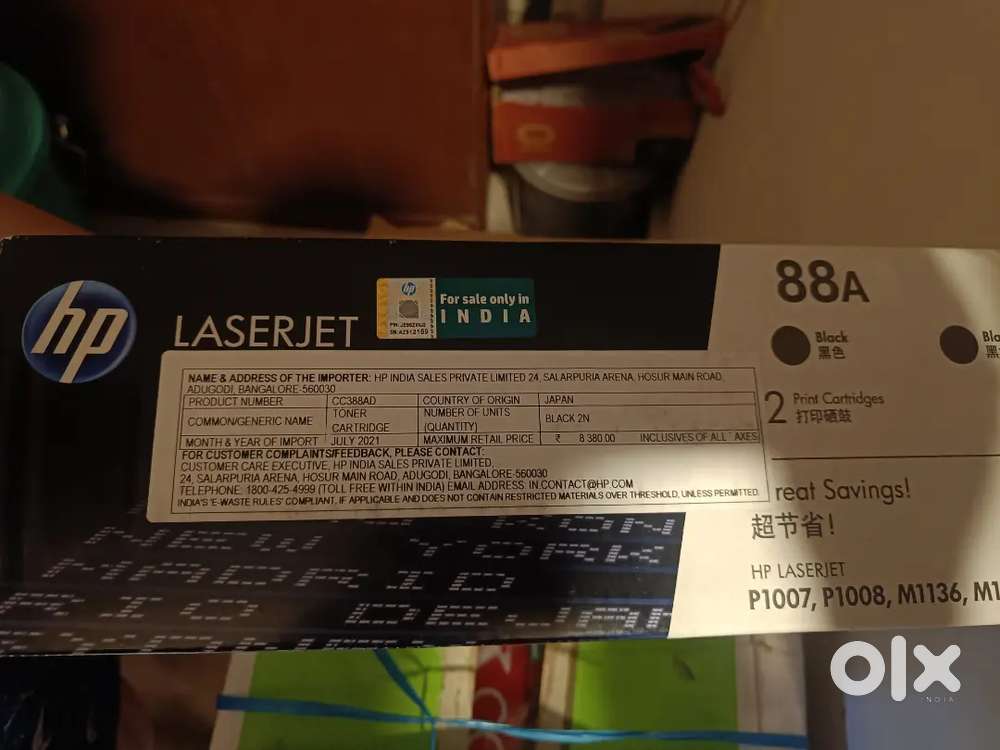 hp
LASERJET
hp
For sale only in
INDIA
88A
Black
黑色
2 Print Cartridges
打印硒鼓
NAME & ADDRESS OF THE IMPORTER: HP INDIA SALES PRIVATE LIMITED 24, SALARPURIA ARENA, HOSUR MAIN ROAD,
ADUGODI, BANGALORE-560030
PRODUCT NUMBER CC388AD COUNTRY OF ORIGIN JAPAN
COMMON/GENERIC NAME TONER CARTRIDGE NUMBER OF UNITS (QUANTITY) BLACK 2N
MONTH & YEAR OF IMPORT JULY 2021 MAXIMUM RETAIL PRICE ₹ 8 380.00 INCLUSIVES OF ALL AXES
FOR CUSTOMER COMPLAINTS/FEEDBACK, PLEASE CONTACT:
CUSTOMER CARE EXECUTIVE, HP INDIA SALES PRIVATE LIMITED,
24, SALARPURIA ARENA, HOSUR MAIN ROAD, ADUGODI, BANGALORE-560030
TELEPHONE: 1800-425-4999 (TOLL FREE WITHIN INDIA) EMAIL ADDRESS: IN.CONTACT@HP.COM
INDIA'S 'E-WASTE RULES' COMPLIANT, IF APPLICABLE AND DOES NOT CONTAIN RESTRICTED MATERIALS OVER THRESHOLD, UNLESS PERMITTED.
reat Savings!
超节省!
HP LASERJET
P1007, P1008, M1136, M1
NEW YORK
MADRID
olx
INDIA